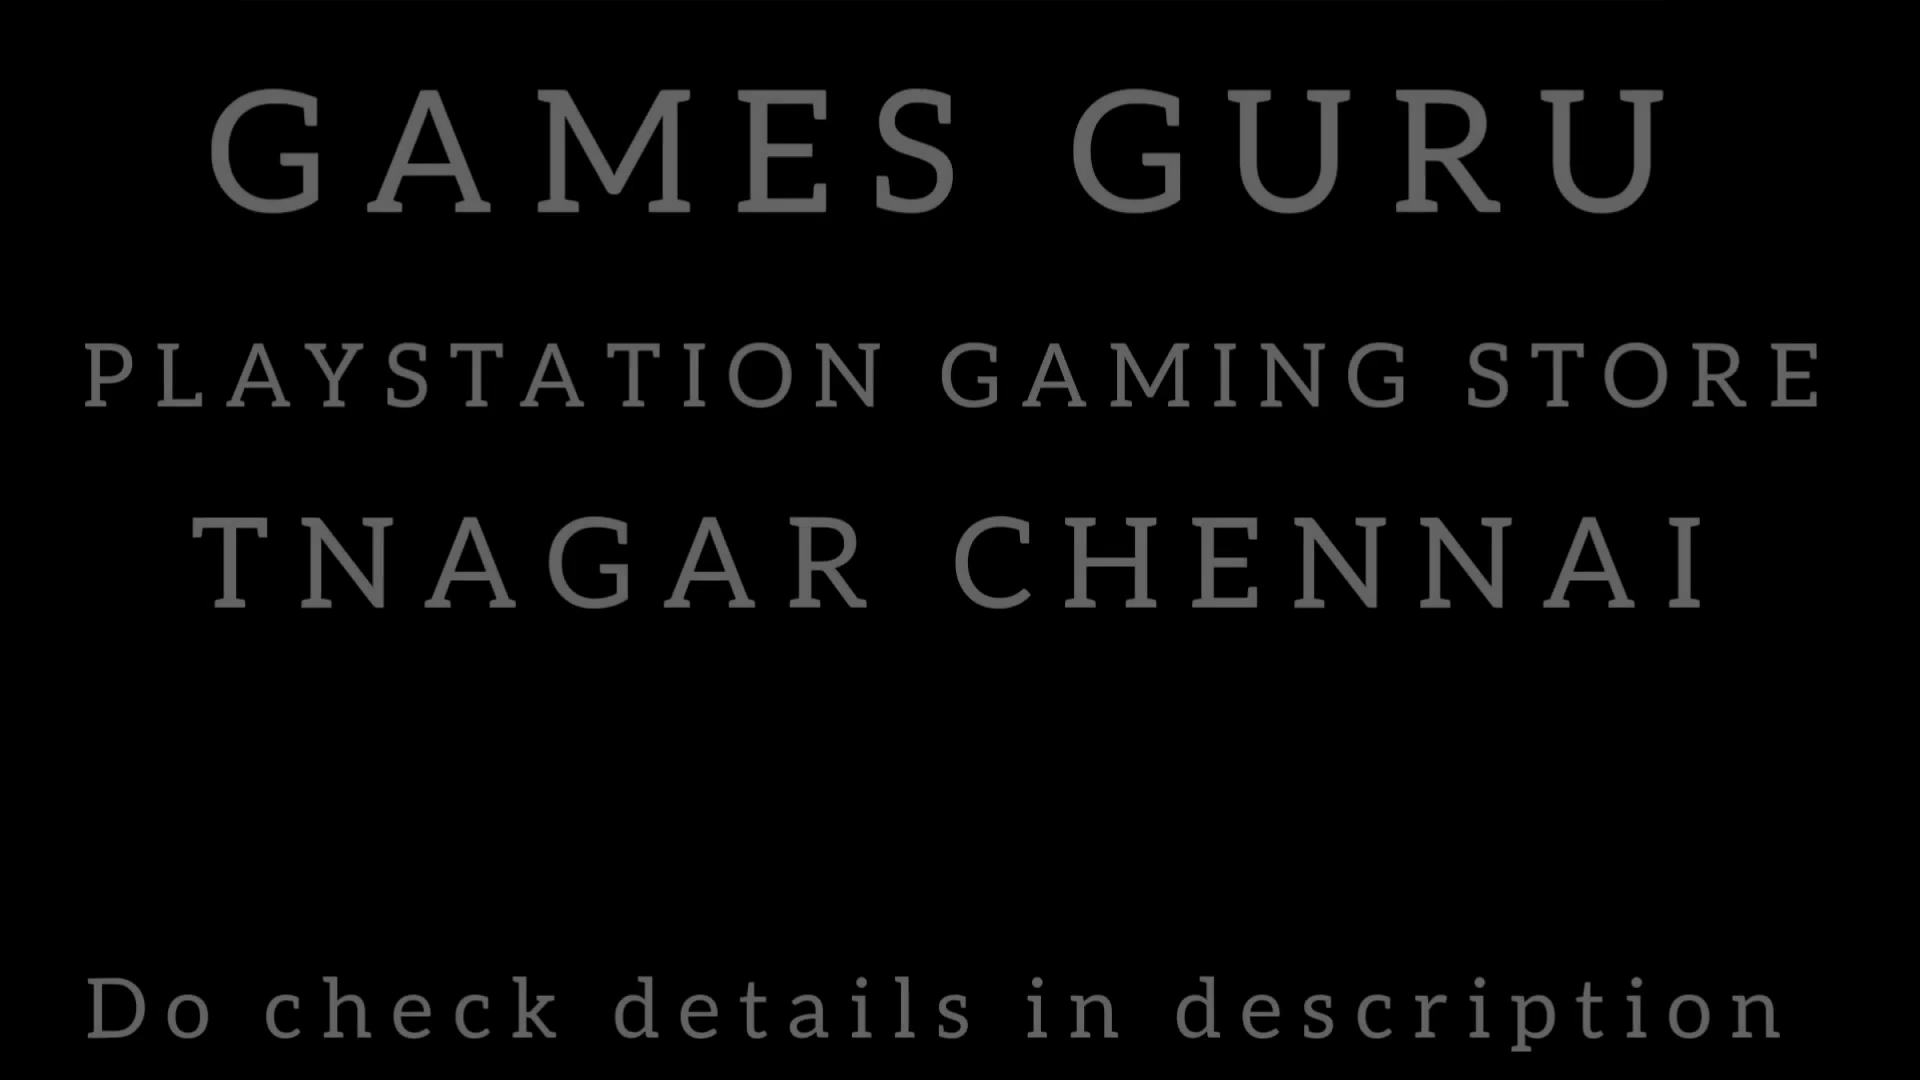 GAMES GURU
PLAYSTATION GAMING STORE
TNAGAR CHENNAI
Do check details in description